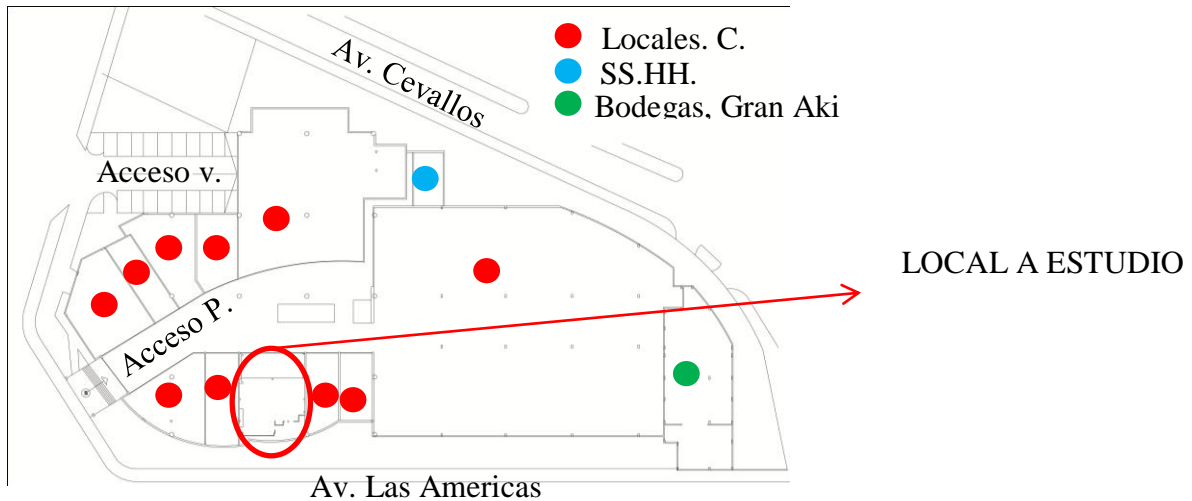 Locales. C.
SS.HH.
Bodegas, Gran Aki
Av. Cevallos
Acceso v.
LOCAL A ESTUDIO
Acceso P.
Av. Las Americas